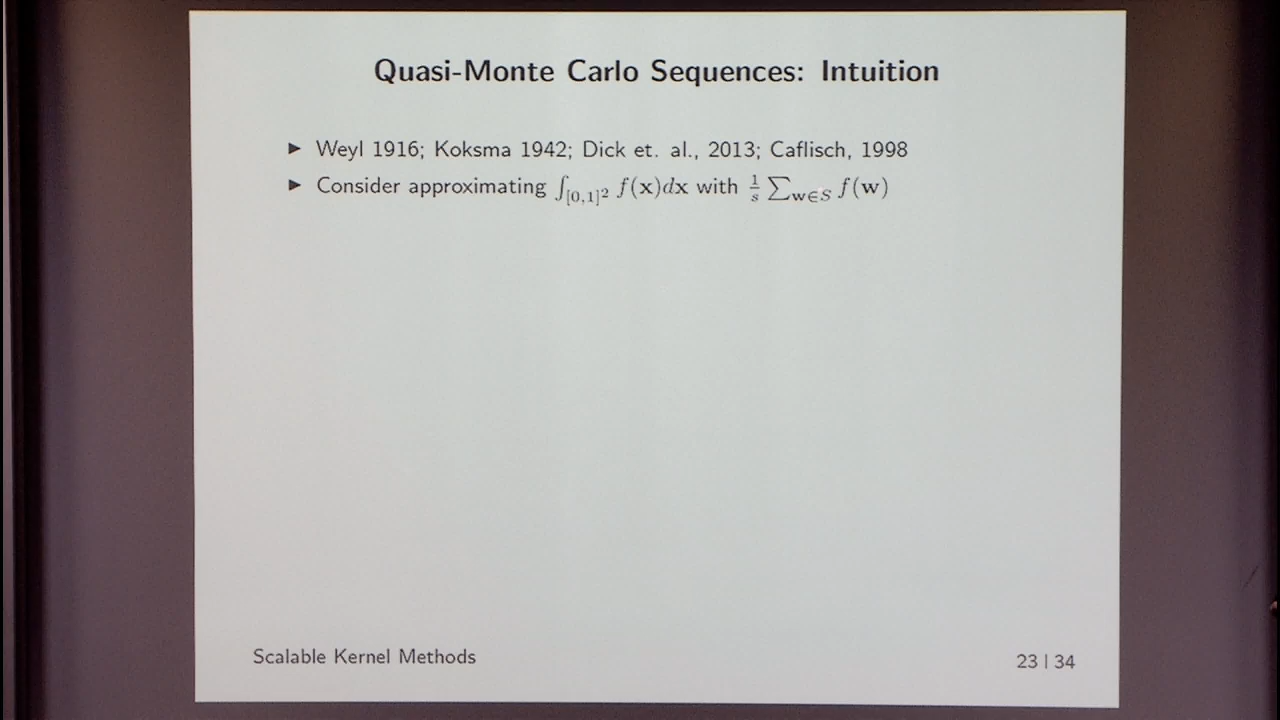 Quasi-Monte Carlo Sequences: Intuition
▶ Weyl 1916; Koksma 1942; Dick et. al., 2013; Caflisch, 1998
▶ Consider approximating ∫_{[0,1]²} f(x)dx with 1/s ∑_{w∈S} f(w)
Scalable Kernel Methods
23 | 34